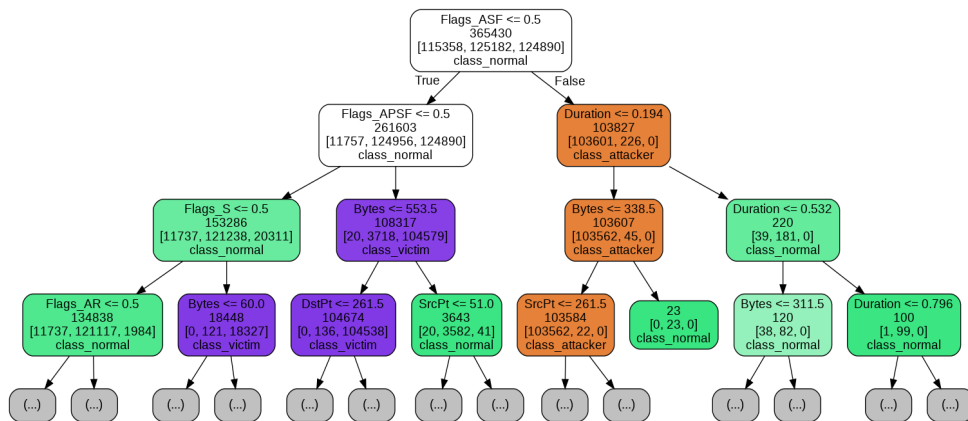 Flags_ASF <= 0.5
365430
[115358, 125182, 124890]
class_normal
True
False
Flags_APSF <= 0.5
261603
[11757, 124956, 124890]
class_normal
Duration <= 0.194
103827
[103601, 226, 0]
class_attacker
Flags_S <= 0.5
153286
[11737, 121238, 20311]
class_normal
Bytes <= 553.5
108317
[20, 3718, 104579]
class_victim
Bytes <= 338.5
103607
[103562, 45, 0]
class_attacker
Duration <= 0.532
220
[39, 181, 0]
class_normal
Flags_AR <= 0.5
134838
[11737, 121117, 1984]
class_normal
Bytes <= 60.0
18448
[0, 121, 18327]
class_victim
DstPt <= 261.5
104674
[0, 136, 104538]
class_victim
SrcPt <= 51.0
3643
[20, 3582, 41]
class_normal
SrcPt <= 261.5
103584
[103562, 22, 0]
class_attacker
23
[0, 23, 0]
class_normal
Bytes <= 311.5
120
[38, 82, 0]
class_normal
Duration <= 0.796
100
[1, 99, 0]
class_normal
(...)
(...)
(...)
(...)
(...)
(...)
(...)
(...)
(...)
(...)
(...)
(...)
(...)
(...)